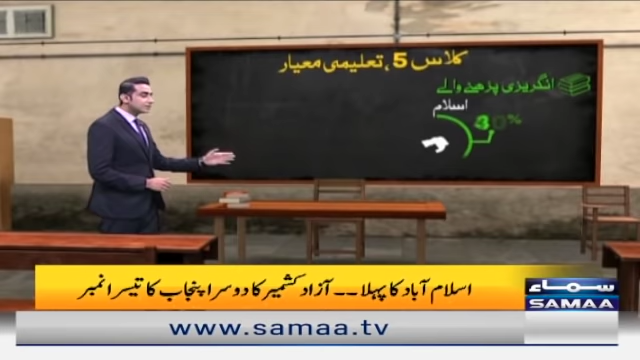 کلاس 5، تعلیمی معیار
انگریزی پڑھنے والے
اسلام
اسلام آباد کا پہلا۔۔۔آزاد کشمیر کا دوسرا پنجاب کا تیسرا نمبر
سماء
SAMAA
www.samaa.tv